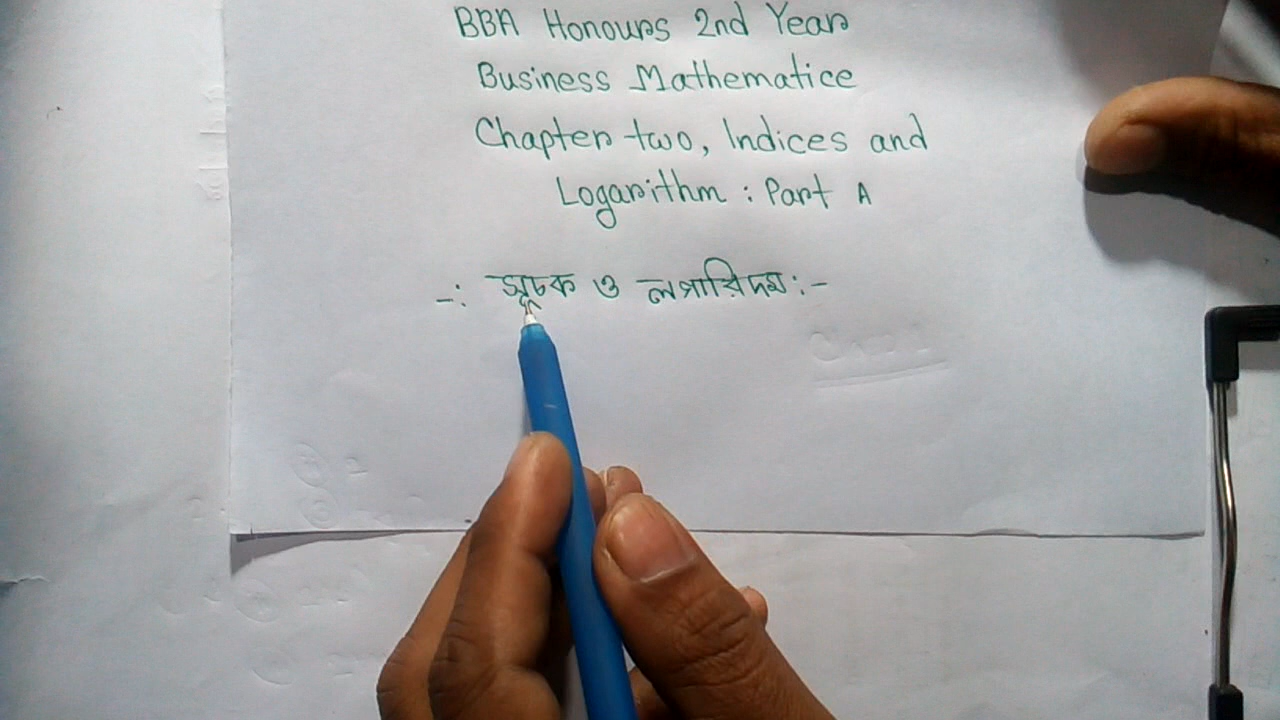 BBA Honours 2nd Year
Business Mathematice
Chapter two, Indices and
Logarithm : Part A
-: সূচক ও লগারিদম :-